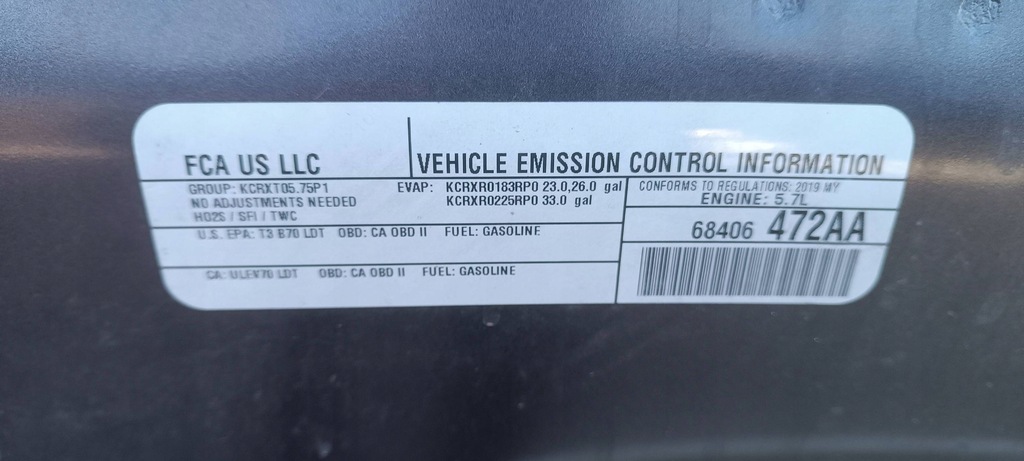 FCA US LLC
VEHICLE EMISSION CONTROL INFORMATION
GROUP: KCRXT05.75P1
NO ADJUSTMENTS NEEDED
HO2S / SFI / TWC
EVAP: KCRXR0183RP0 23.0,26.0 gal
KCRXR0225RP0 33.0 gal
CONFORMS TO REGULATIONS: 2019 MY
ENGINE: 5.7L
U.S. EPA: T3 B70 LDT OBD: CA OBD II FUEL: GASOLINE
68406 472AA
CA: ULEV70 LDT OBD: CA OBD II FUEL: GASOLINE